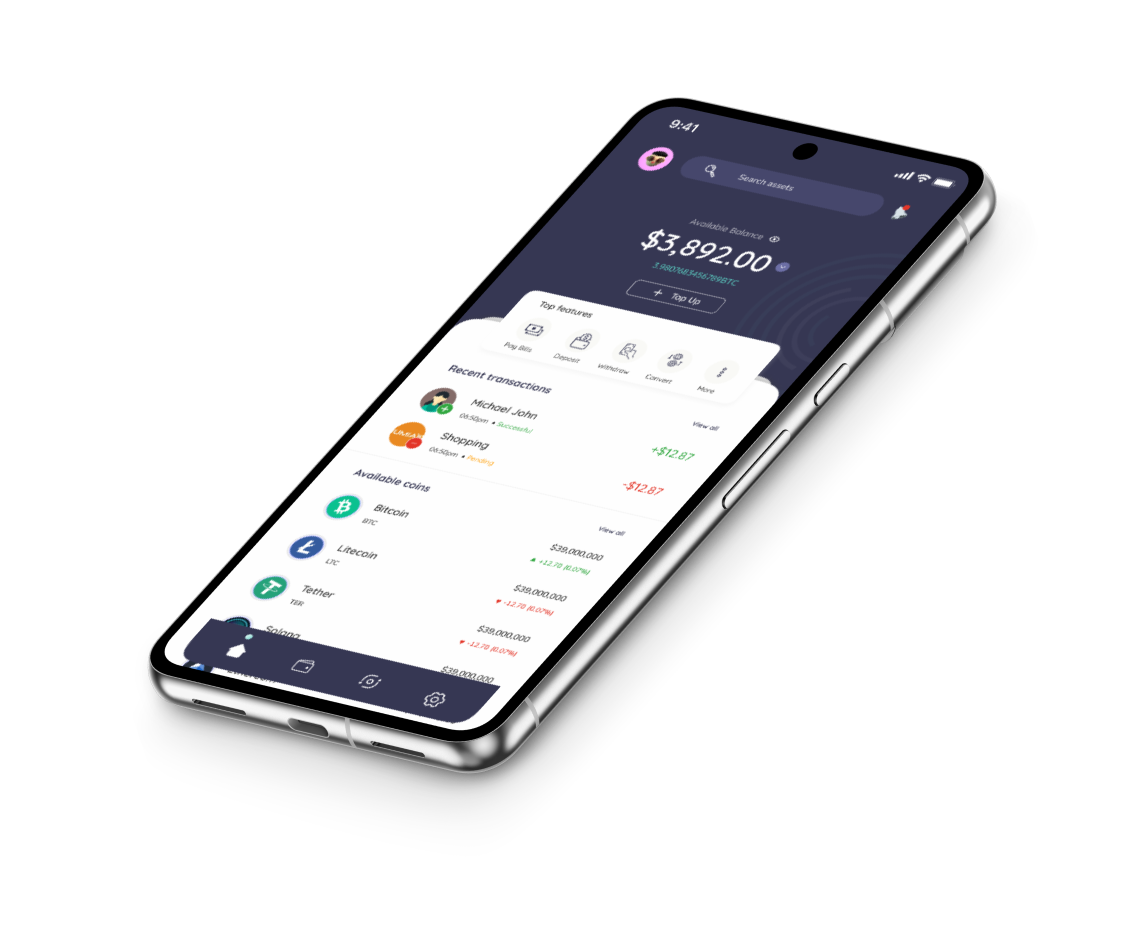 9:41
Search assets
Available Balance
$3,892.00
3.9807683456789BTC
+ Top Up
Top features
Pay Bills
Deposit
Withdraw
Convert
More
Recent transactions
View all
Michael John
06:50pm • Successful
+$12.87
Shopping
06:50pm • Pending
-$12.87
Available coins
View all
Bitcoin
BTC
$39,000,000
▲ +12.70 (0.07%)
Litecoin
LTC
$39,000,000
▼ -12.70 (0.07%)
Tether
TER
$39,000,000
▼ -12.70 (0.07%)
Solana
$39,000,000